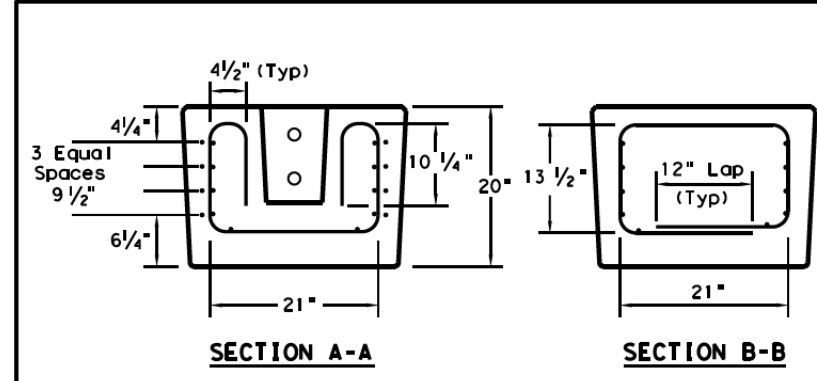 4½" (Typ)
4¼"
3 Equal
Spaces
9½"
6¼"
10 ¼"
20"
21"
SECTION A-A
13 ½"
12" Lap
(Typ)
21"
SECTION B-B